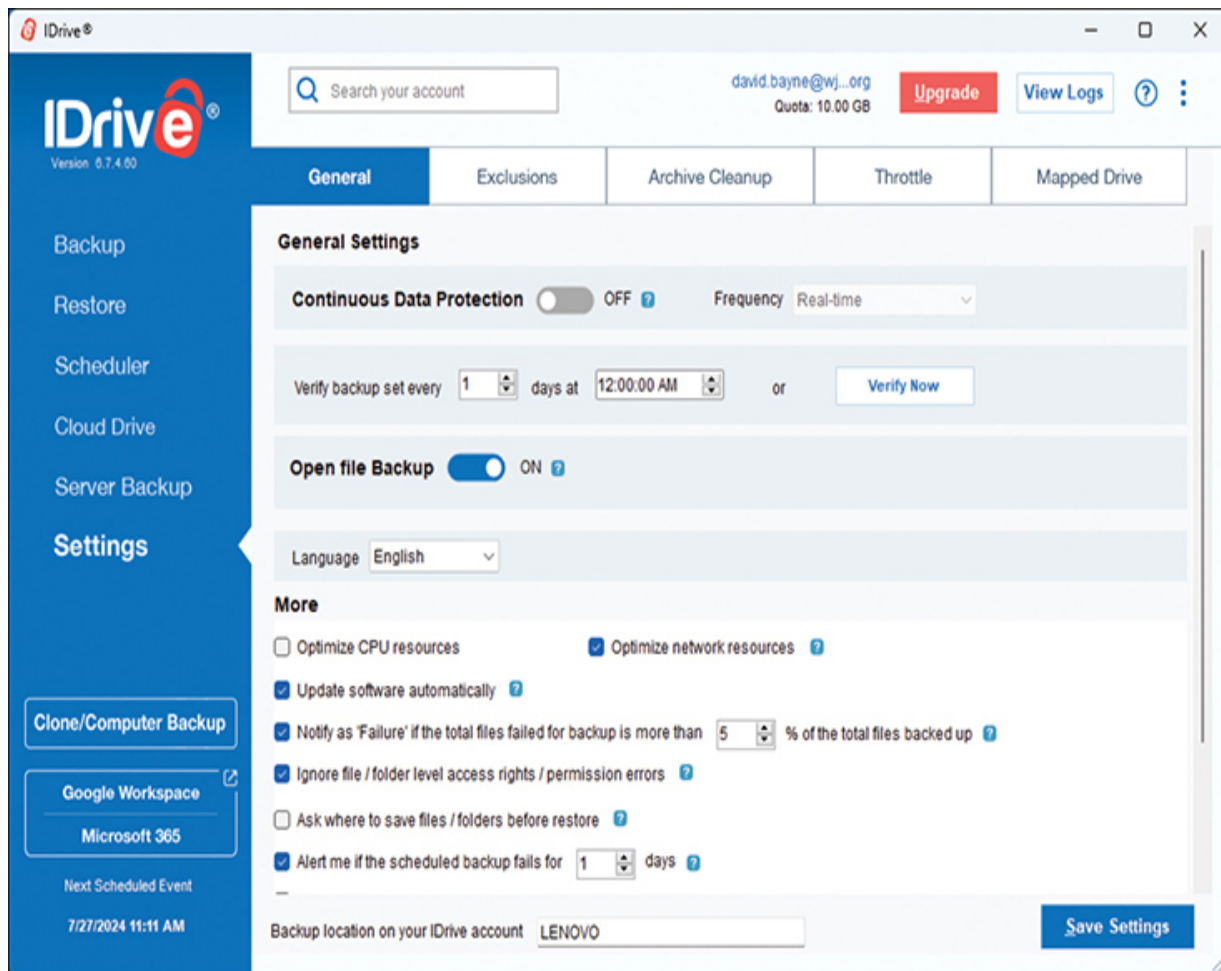 IDrive®
IDrive®
Version 6.7.4.60
Search your account
david.bayne@wj...org
Quota: 10.00 GB
Upgrade
View Logs
?
General
Exclusions
Archive Cleanup
Throttle
Mapped Drive
Backup
Restore
Scheduler
Cloud Drive
Server Backup
Settings
Clone/Computer Backup
Google Workspace
Microsoft 365
Next Scheduled Event
7/27/2024 11:11 AM
General Settings
Continuous Data Protection OFF ? Frequency Real-time
Verify backup set every 1 days at 12:00:00 AM or Verify Now
Open file Backup ON ?
Language English
More
Optimize CPU resources Optimize network resources ?
Update software automatically ?
Notify as 'Failure' if the total files failed for backup is more than 5 % of the total files backed up ?
Ignore file / folder level access rights / permission errors ?
Ask where to save files / folders before restore ?
Alert me if the scheduled backup fails for 1 days ?
Backup location on your IDrive account LENOVO
Save Settings